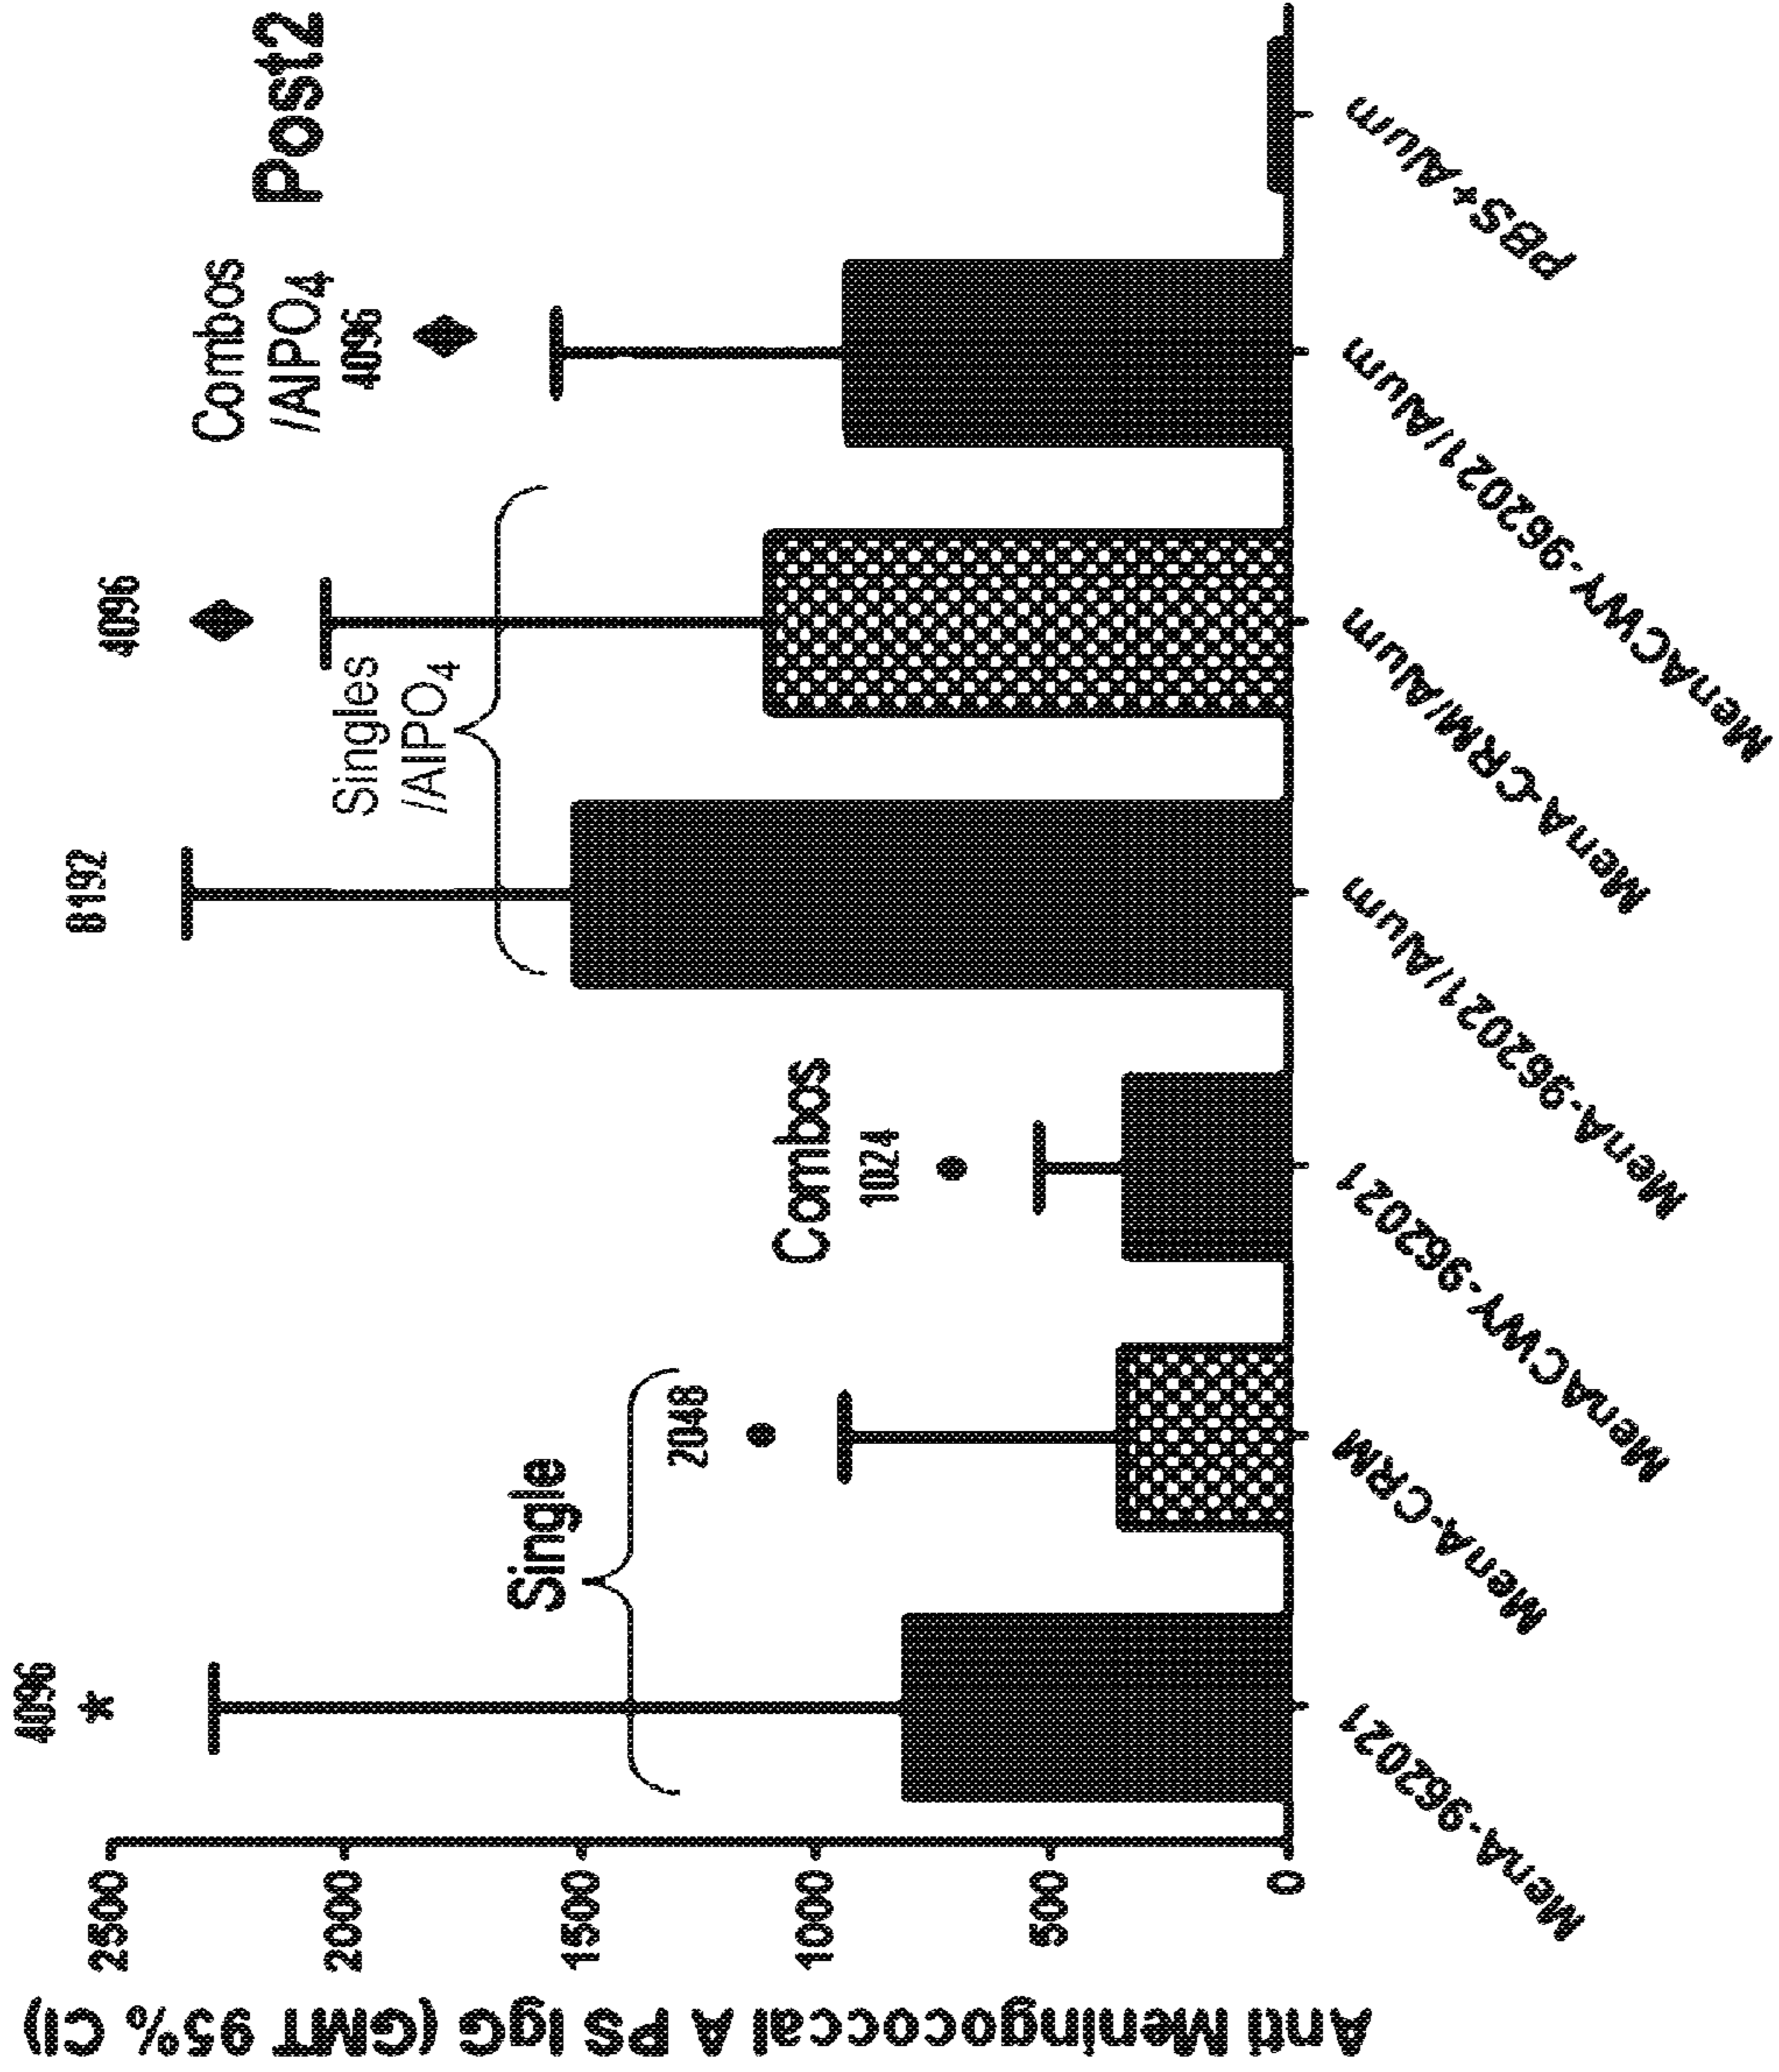 Post2
4096
*
8192
4096
Combos
/AlPO4
4096
Singles
/AlPO4
Single
2048
Combos
1024
Anti Meningococcal A PS IgG (GMT 95% CI)
2500
2000
1500
1000
500
0
MenA-962021
MenA-CRM
MenACWY-962021
MenA-962021/Alum
MenA-CRM/Alum
MenACWY-962021/Alum
PBS+Alum